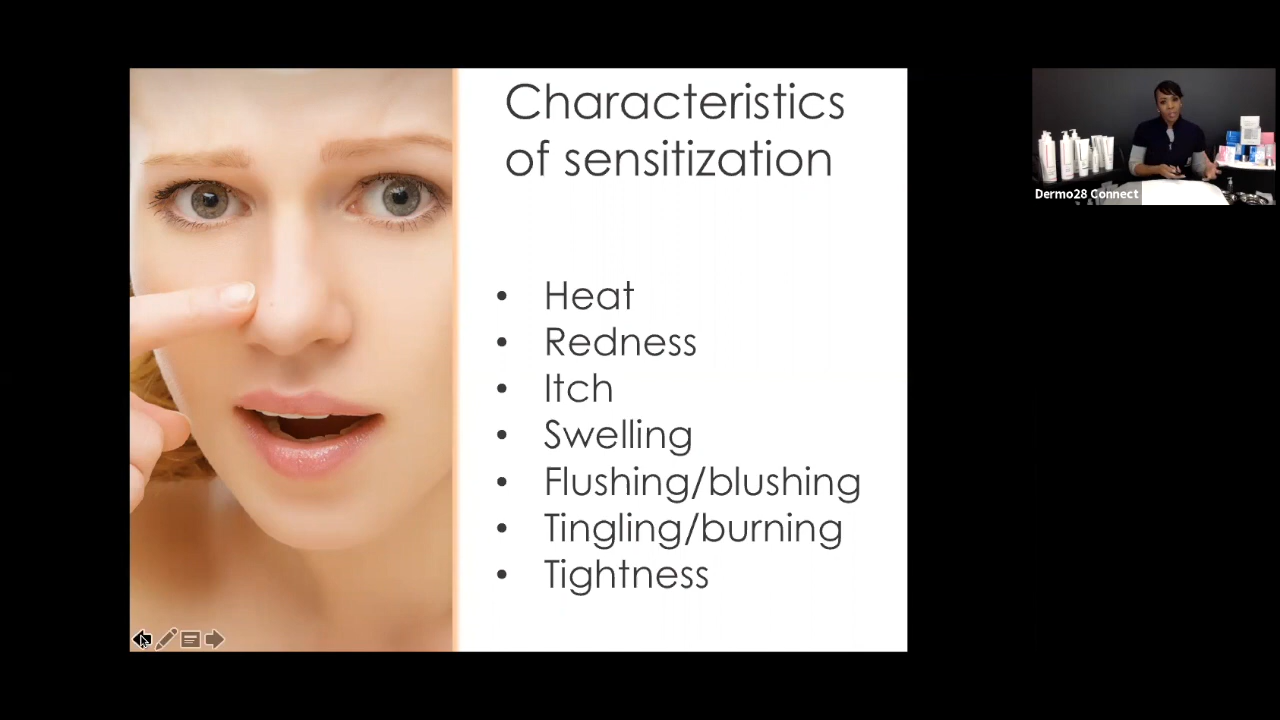 Characteristics
of sensitization
• Heat
• Redness
• Itch
• Swelling
• Flushing/blushing
• Tingling/burning
• Tightness
Dermo28 Connect